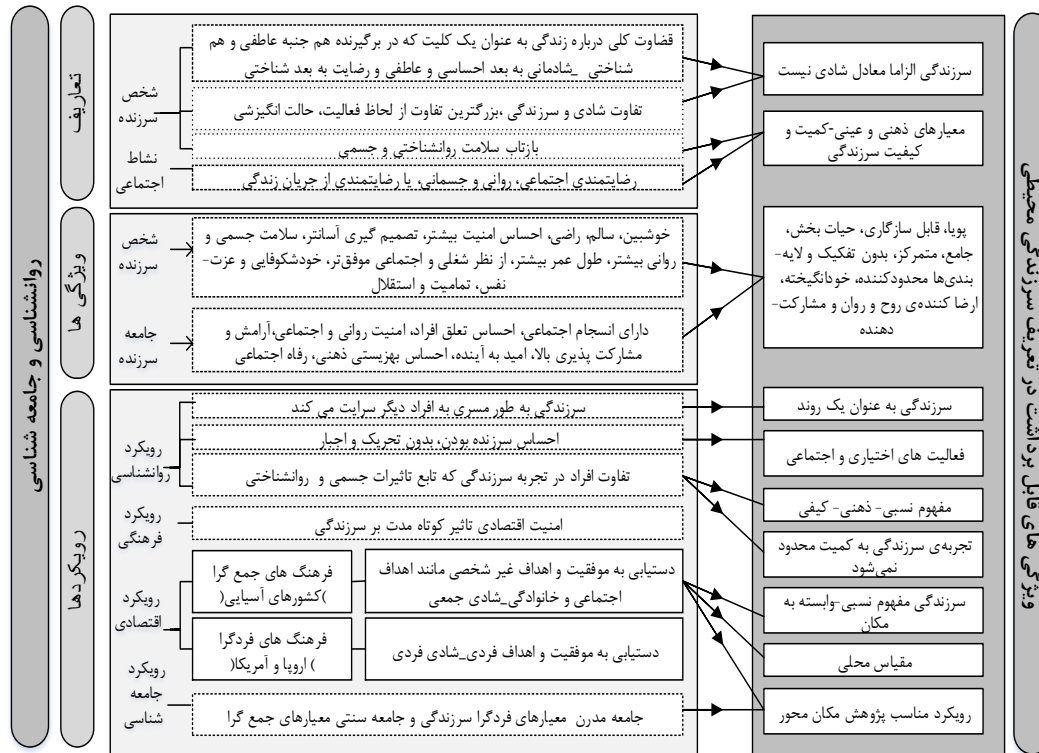 روانشناسی و جامعه شناسی
تعاریف
شخص
سرزنده
قضاوت کلی درباره زندگی به عنوان یک کلیت که در برگیرنده هم جنبه عاطفی و هم
شناختی _شادمانی به بعد احساسی و عاطفی و رضایت به بعد شناختی
تفاوت شادی و سرزندگی ،بزرگترین تفاوت از لحاظ فعالیت، حالت انگیزشی
بازتاب سلامت روانشناختی و جسمی
نشاط
اجتماعی
رضایتمندی اجتماعی، روانی و جسمانی، یا رضایتمندی از جریان زندگی
سرزندگی الزاما معادل شادی نیست
معیارهای ذهنی و عینی-کمیت و
کیفیت سرزندگی
ویژگی ها
شخص
سرزنده
خوشبین، سالم، راضی، احساس امنیت بیشتر، تصمیم گیری آسانتر، سلامت جسمی و
روانی بیشتر، طول عمر بیشتر، از نظر شغلی و اجتماعی موفق‌تر، خودشکوفایی و عزت-
نفس، تمامیت و استقلال
جامعه
سرزنده
دارای انسجام اجتماعی، احساس تعلق افراد، امنیت روانی و اجتماعی،آرامش و
مشارکت پذیری بالا، امید به آینده، احساس بهزیستی ذهنی، رفاه اجتماعی
پویا، قابل سازگاری، حیات بخش،
جامع، متمرکز، بدون تفکیک و لایه-
بندی‌ها محدودکننده، خودانگیخته،
ارضا کننده‌ی روح و روان و مشارکت-
دهنده
رویکردها
رویکرد
روانشناسی
سرزندگی به طور مسری به افراد دیگر سرایت می کند
احساس سرزنده بودن، بدون تحریک و اجبار
تفاوت افراد در تجربه سرزندگی که تابع تاثیرات جسمی و روانشناختی
رویکرد
فرهنگی
امنیت اقتصادی تاثیر کوتاه مدت بر سرزندگی
رویکرد
اقتصادی
فرهنگ های جمع گرا
)کشورهای آسیایی(
دستیابی به موفقیت و اهداف غیر شخصی مانند اهداف
اجتماعی و خانوادگی_شادی جمعی
فرهنگ های فردگرا
) اروپا و آمریکا(
دستیابی به موفقیت و اهداف فردی_شادی فردی
رویکرد
جامعه
شناسی
جامعه مدرن معیارهای فردگرا سرزندگی و جامعه سنتی معیارهای جمع گرا
سرزندگی به عنوان یک روند
فعالیت های اختیاری و اجتماعی
مفهوم نسبی- ذهنی- کیفی
تجربه‌ی سرزندگی به کمیت محدود
نمی‌شود
سرزندگی مفهوم نسبی-وابسته به
مکان
مقیاس محلی
رویکرد مناسب پژوهش مکان محور
ویژگی های قابل برداشت در تعریف سرزندگی محیطی